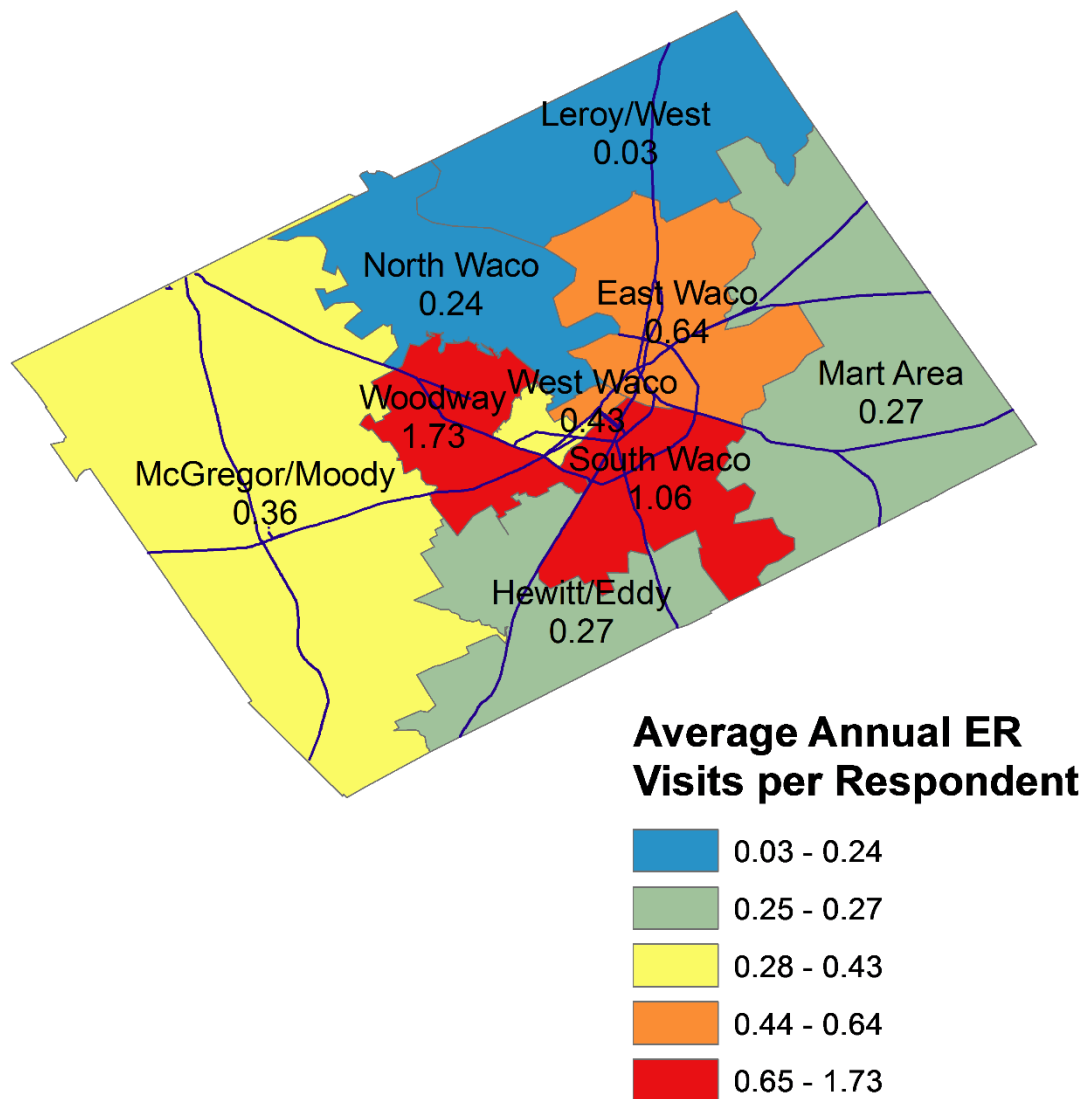 Leroy/West
0.03
North Waco
0.24
East Waco
0.64
West Waco
0.43
Woodway
1.73
Mart Area
0.27
McGregor/Moody
0.36
South Waco
1.06
Hewitt/Eddy
0.27
Average Annual ER
Visits per Respondent
0.03 - 0.24
0.25 - 0.27
0.28 - 0.43
0.44 - 0.64
0.65 - 1.73